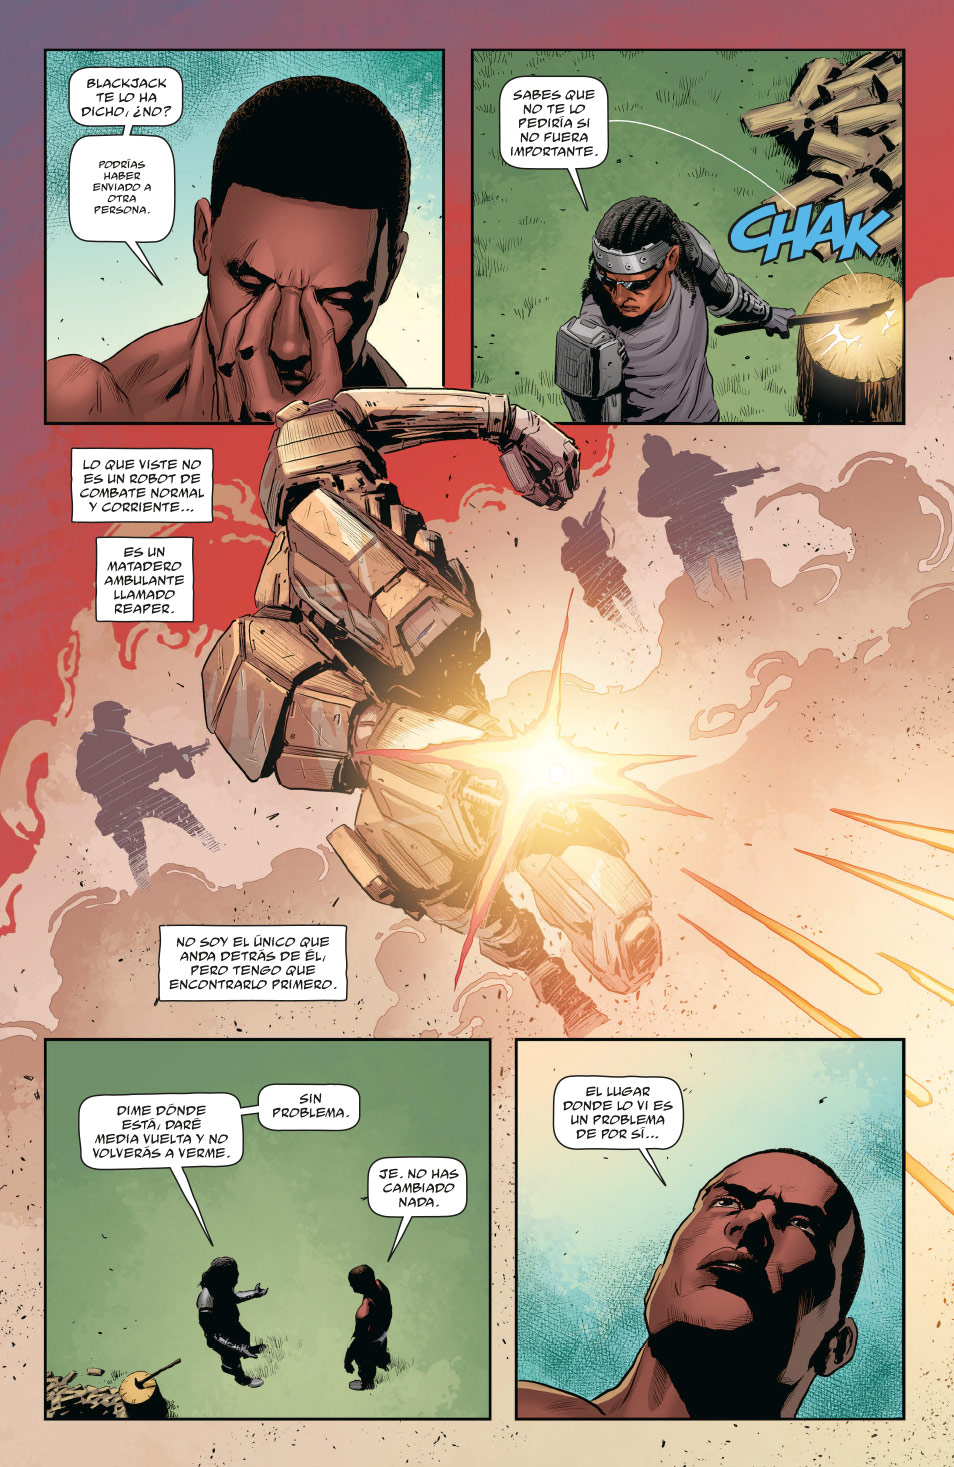 BLACKJACK
TE LO HA
DICHO, ¿NO?
PODRÍAS
HABER
ENVIADO A
OTRA
PERSONA.
SABES QUE
NO TE LO
PEDIRÍA SI
NO FUERA
IMPORTANTE.
CHAK
LO QUE VISTE NO
ES UN ROBOT DE
COMBATE NORMAL
Y CORRIENTE...
ES UN
MATADERO
AMBULANTE
LLAMADO
REAPER.
NO SOY EL ÚNICO QUE
ANDA DETRÁS DE ÉL,
PERO TENGO QUE
ENCONTRARLO PRIMERO.
DIME DÓNDE
ESTÁ, DARÉ
MEDIA VUELTA Y NO
VOLVERÁS A VERME.
SIN
PROBLEMA.
JE. NO HAS
CAMBIADO
NADA.
EL LUGAR
DONDE LO VI ES
UN PROBLEMA
DE POR SÍ...